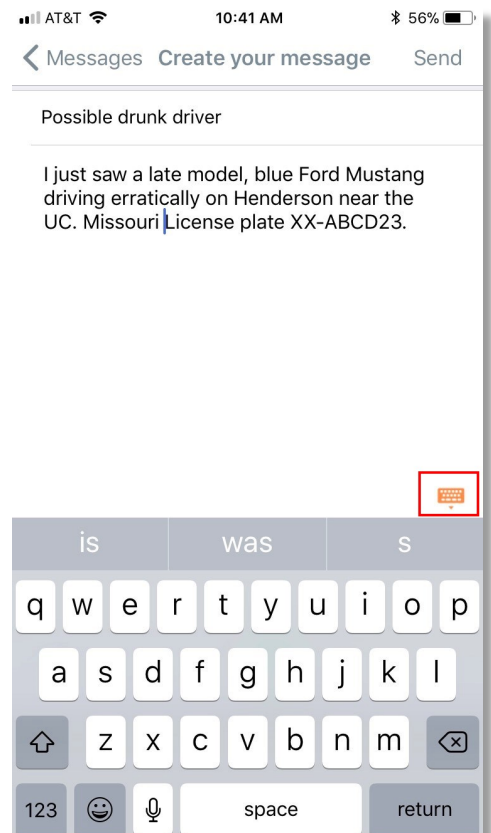 AT&T 10:41 AM 56%
Messages Create your message Send
Possible drunk driver
I just saw a late model, blue Ford Mustang
driving erratically on Henderson near the
UC. Missouri License plate XX-ABCD23.
is was s
q w e r t y u i o p
a s d f g h j k l
z x c v b n m
123 space return